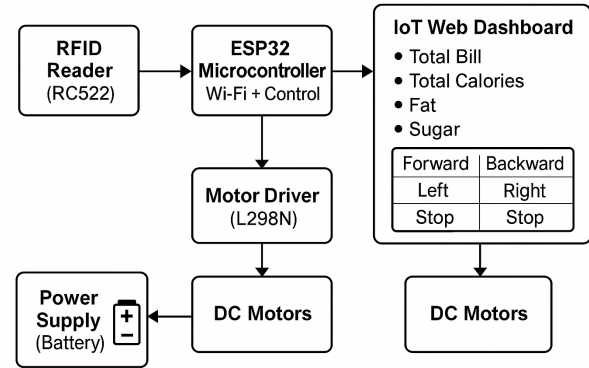 RFID
Reader
(RC522)
ESP32
Microcontroller
Wi-Fi + Control
IoT Web Dashboard
• Total Bill
• Total Calories
• Fat
• Sugar
Forward Backward
Left Right
Stop Stop
Motor Driver
(L298N)
Power
Supply
(Battery)
+
−
DC Motors
DC Motors